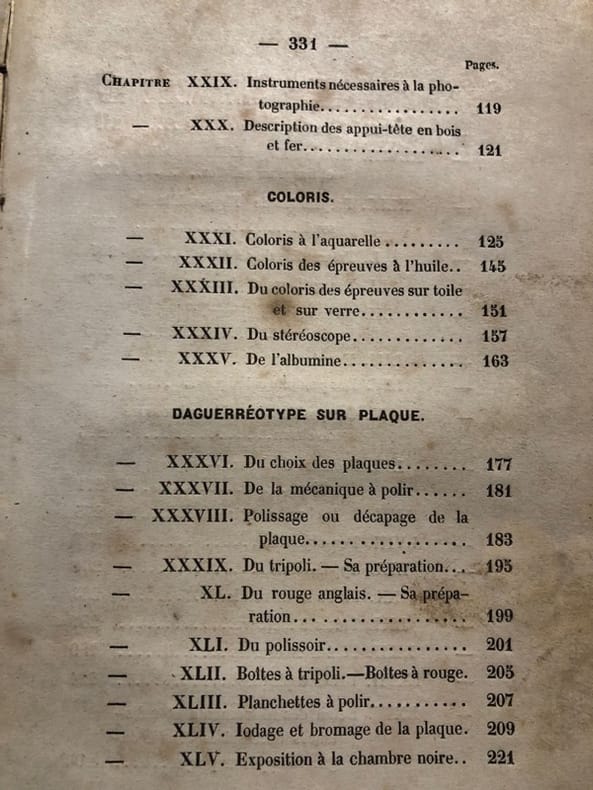 — 331 —
Pages.
CHAPITRE XXIX. Instruments nécessaires à la pho-
tographie................. 119
— XXX. Description des appui-tête en bois
et fer................... 121
COLORIS.
— XXXI. Coloris à l'aquarelle ......... 125
— XXXII. Coloris des épreuves à l'huile.. 145
— XXXIII. Du coloris des épreuves sur toile
et sur verre............ 151
— XXXIV. Du stéréoscope............. 157
— XXXV. De l'albumine.............. 163
DAGUERRÉOTYPE SUR PLAQUE.
— XXXVI. Du choix des plaques........ 177
— XXXVII. De la mécanique à polir...... 181
— XXXVIII. Polissage ou décapage de la
plaque.................. 183
— XXXIX. Du tripoli. — Sa préparation... 195
— XL. Du rouge anglais. — Sa prépa-
ration................... 199
— XLI. Du polissoir................ 201
— XLII. Boîtes à tripoli.—Boîtes à rouge. 205
— XLIII. Planchettes à polir........... 207
— XLIV. Iodage et bromage de la plaque. 209
— XLV. Exposition à la chambre noire.. 221